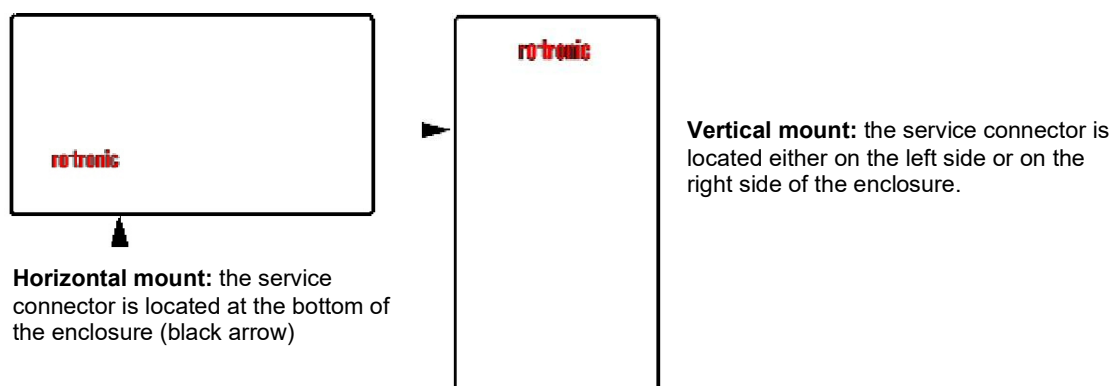 rotronic
rotronic
Vertical mount: the service connector is
located either on the left side or on the
right side of the enclosure.
Horizontal mount: the service
connector is located at the bottom of
the enclosure (black arrow)